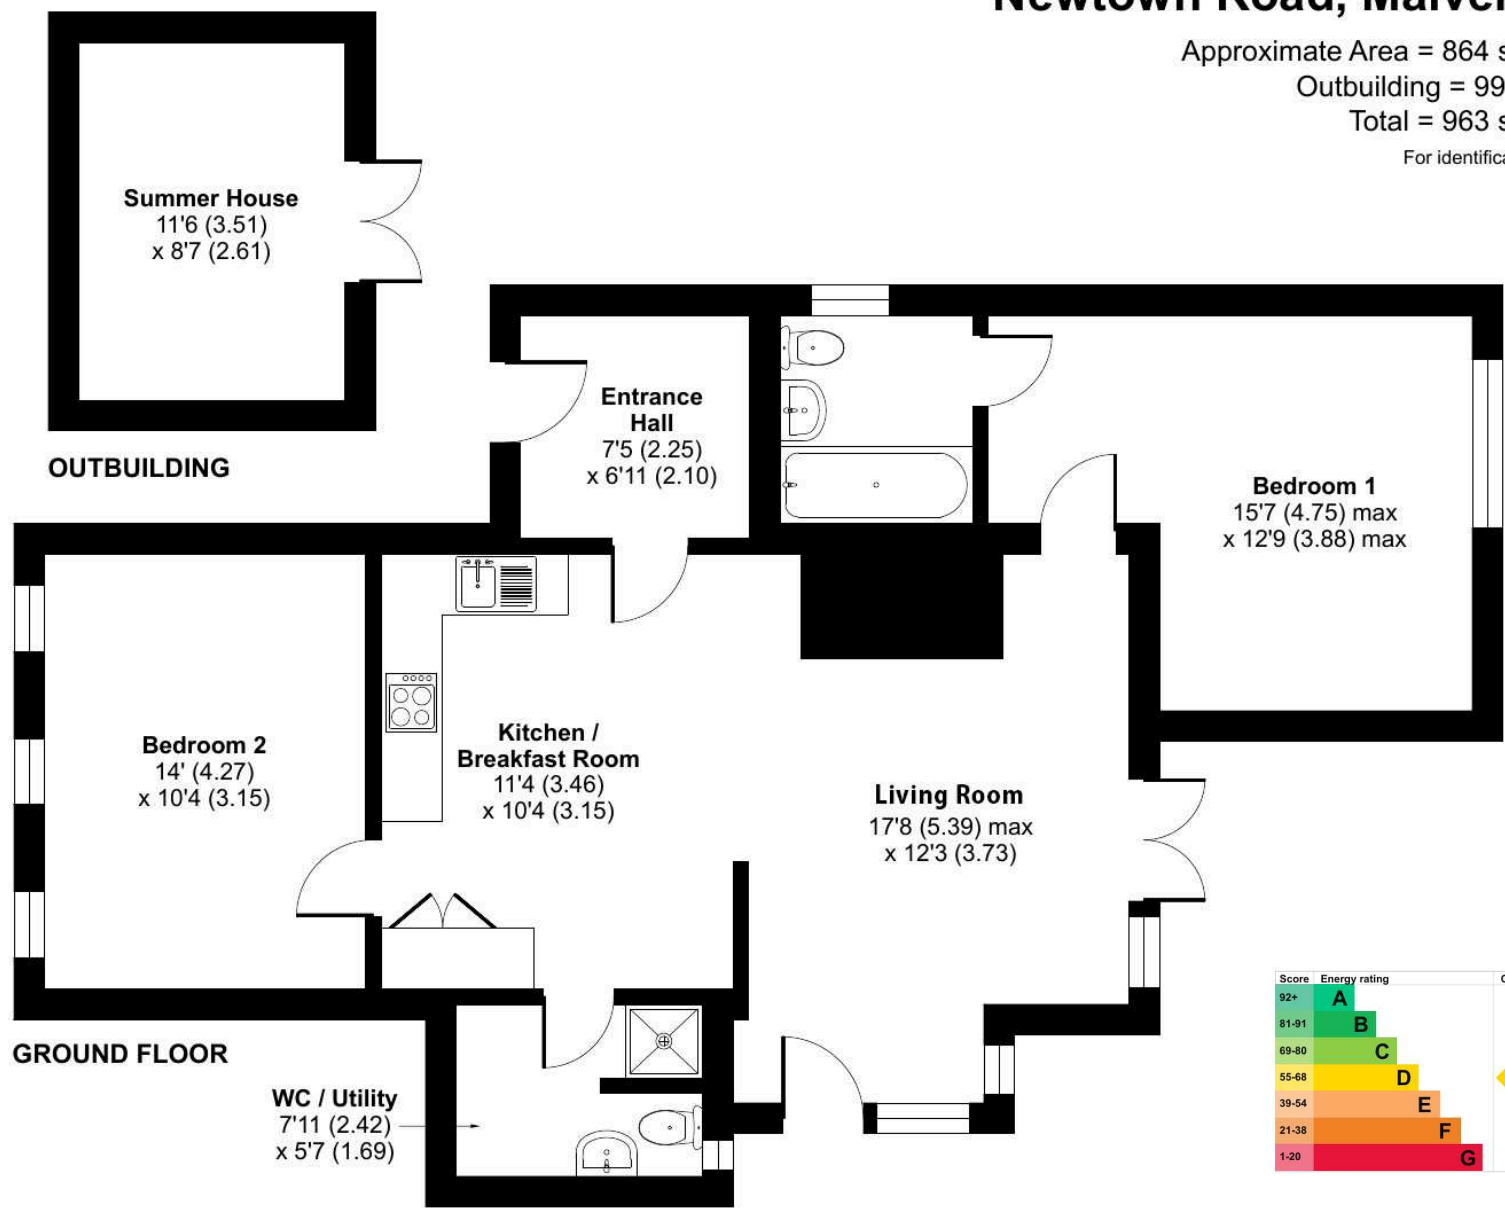 Newtown Road,
Approximate Area = 864
Outbuilding = 99
Total = 963
For
Summer House
11'6 (3.51)
x 8'7 (2.61)
OUTBUILDING
Entrance
Hall
7'5 (2.25)
x 6'11 (2.10)
Bedroom 1
15'7 (4.75) max
x 12'9 (3.88) max
Bedroom 2
14' (4.27)
x 10'4 (3.15)
Kitchen /
Breakfast Room
11'4 (3.46)
x 10'4 (3.15)
Living Room
17'8 (5.39) max
x 12'3 (3.73)
GROUND FLOOR
WC / Utility
7'11 (2.42)
x 5'7 (1.69)
Score Energy rating
92+ A
81-91 B
69-80 C
55-68 D
39-54 E
21-38 F
1-20 G